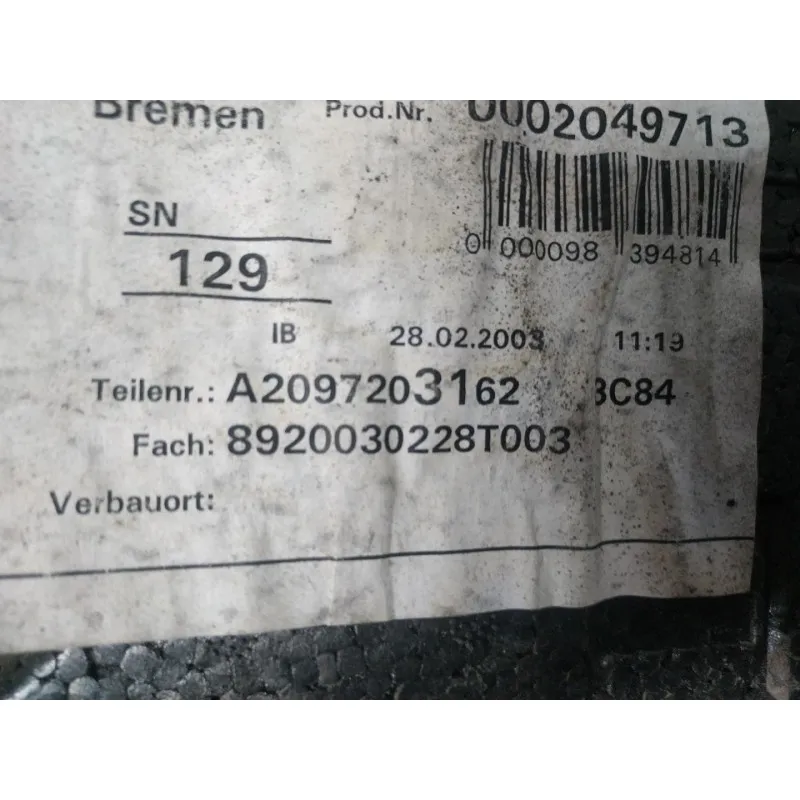 Bremen Prod.Nr. 0002049713
0 000098 394814
SN
129
IB 28.02.2003 11:19
Teilenr.: A2097203162 3C84
Fach: 8920030228T003
Verbauort: